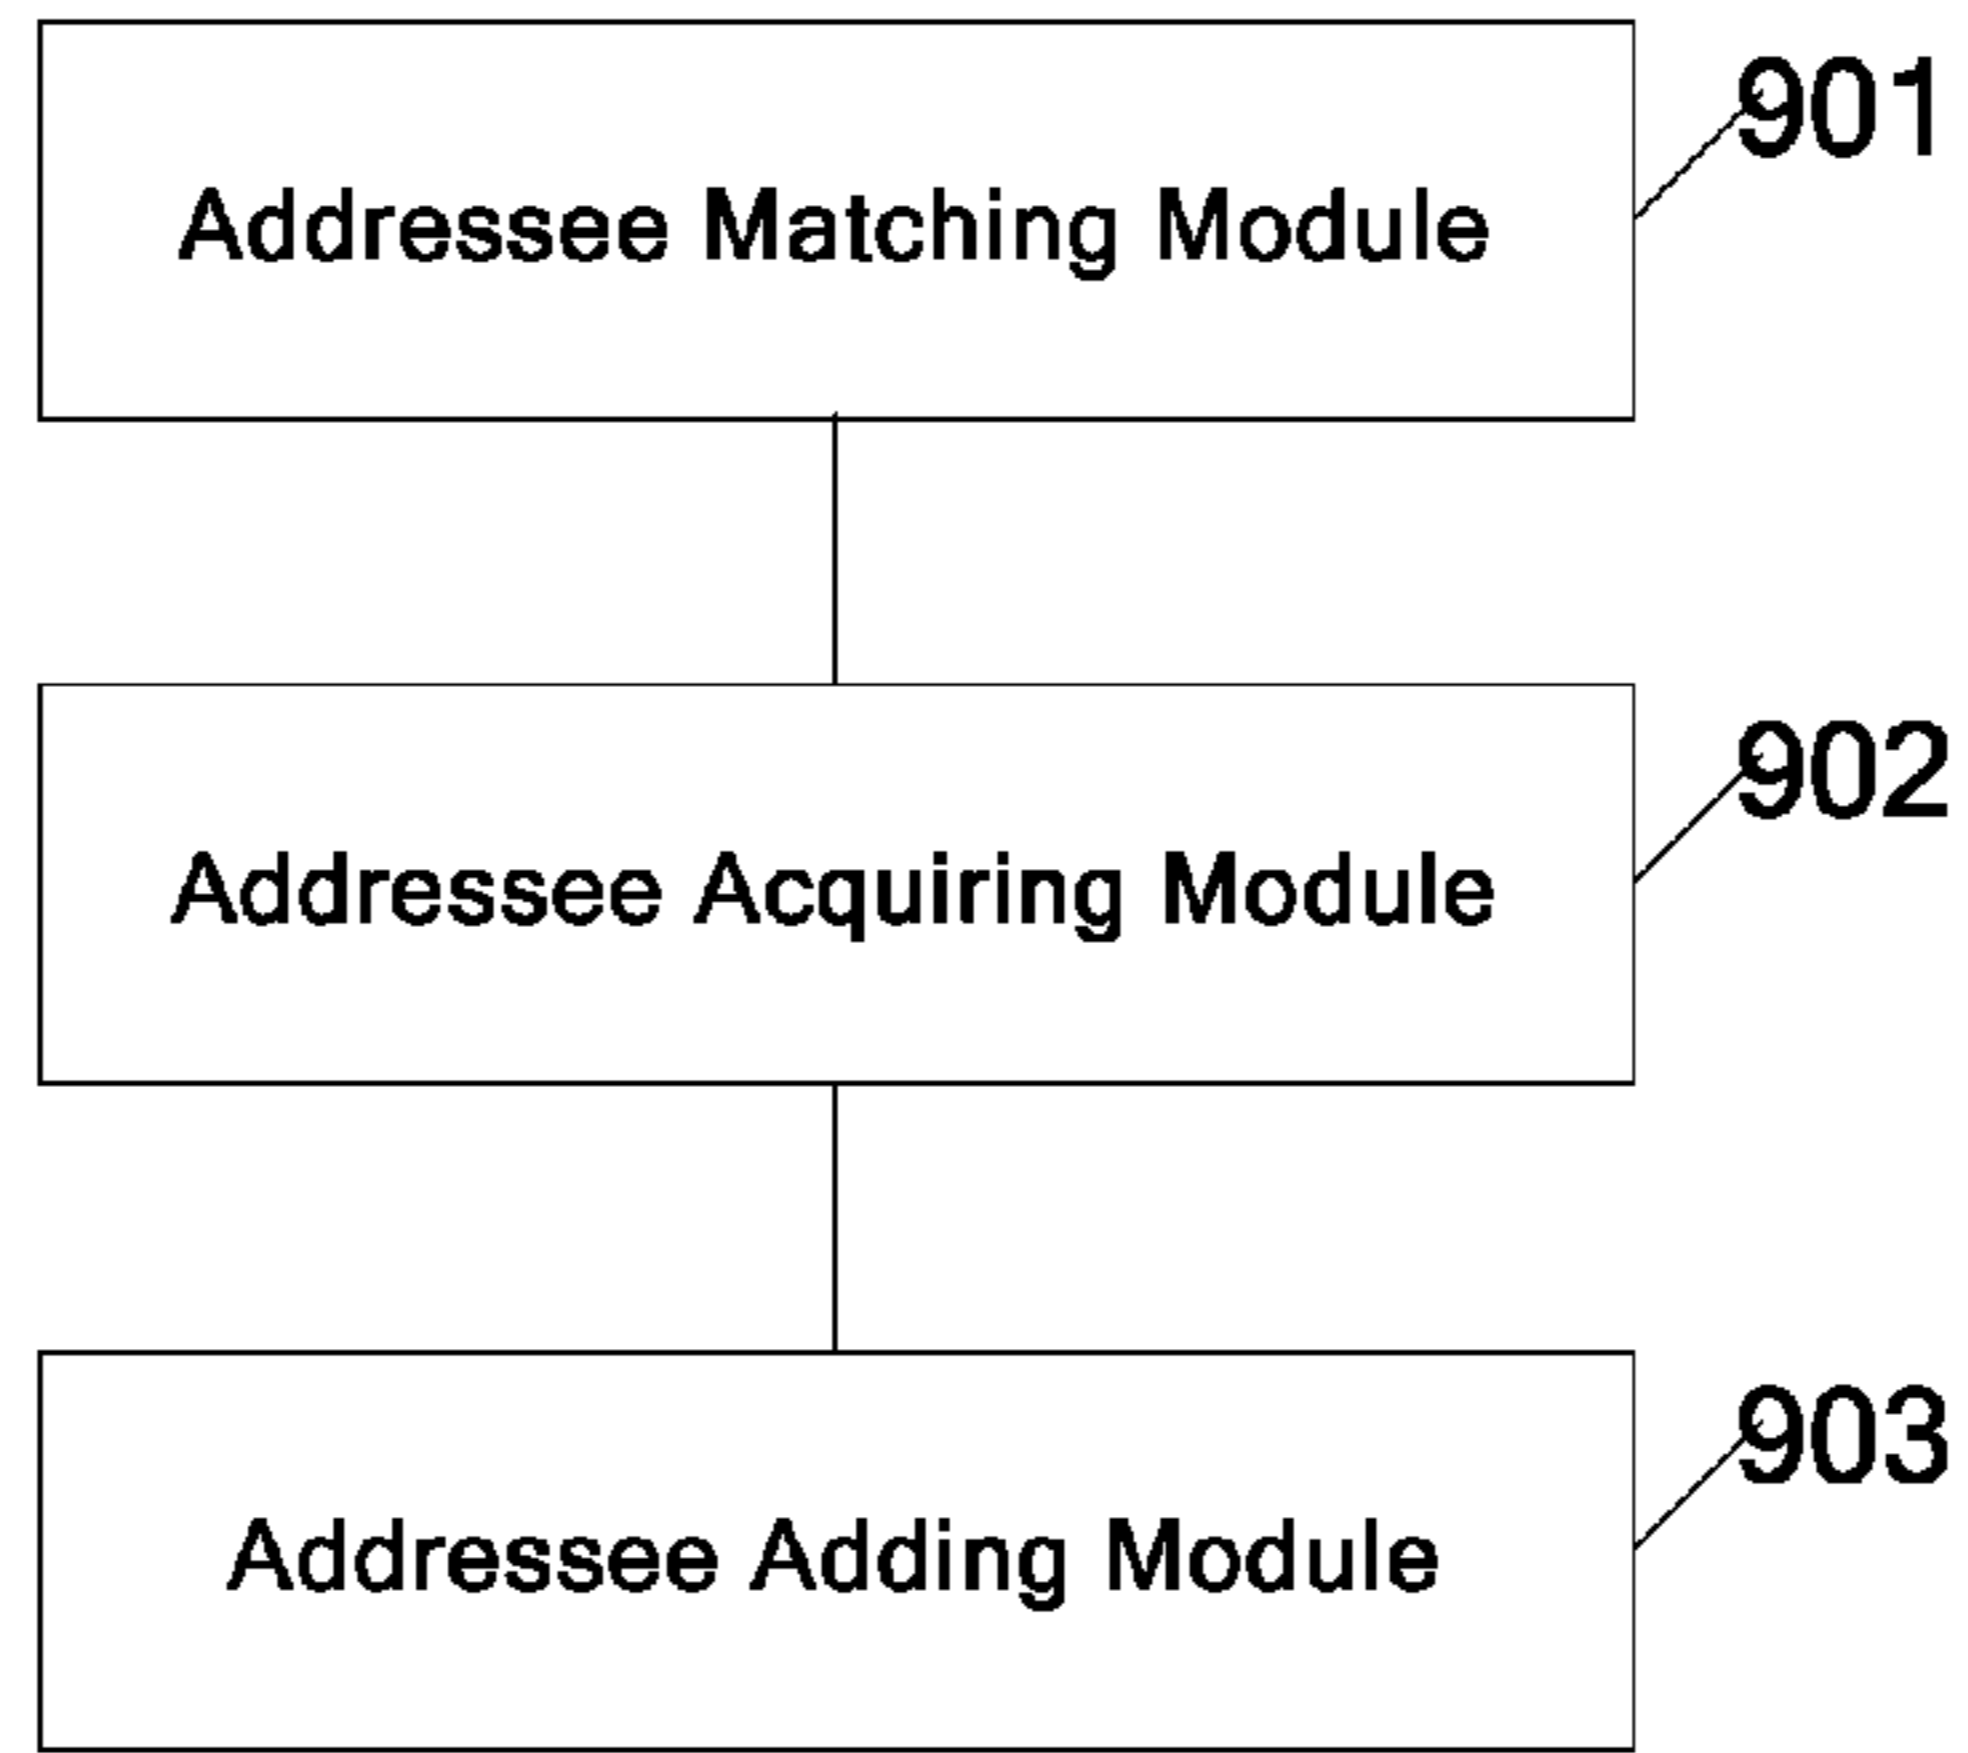 901
Addressee Matching Module
902
Addressee Acquiring Module
903
Addressee Adding Module